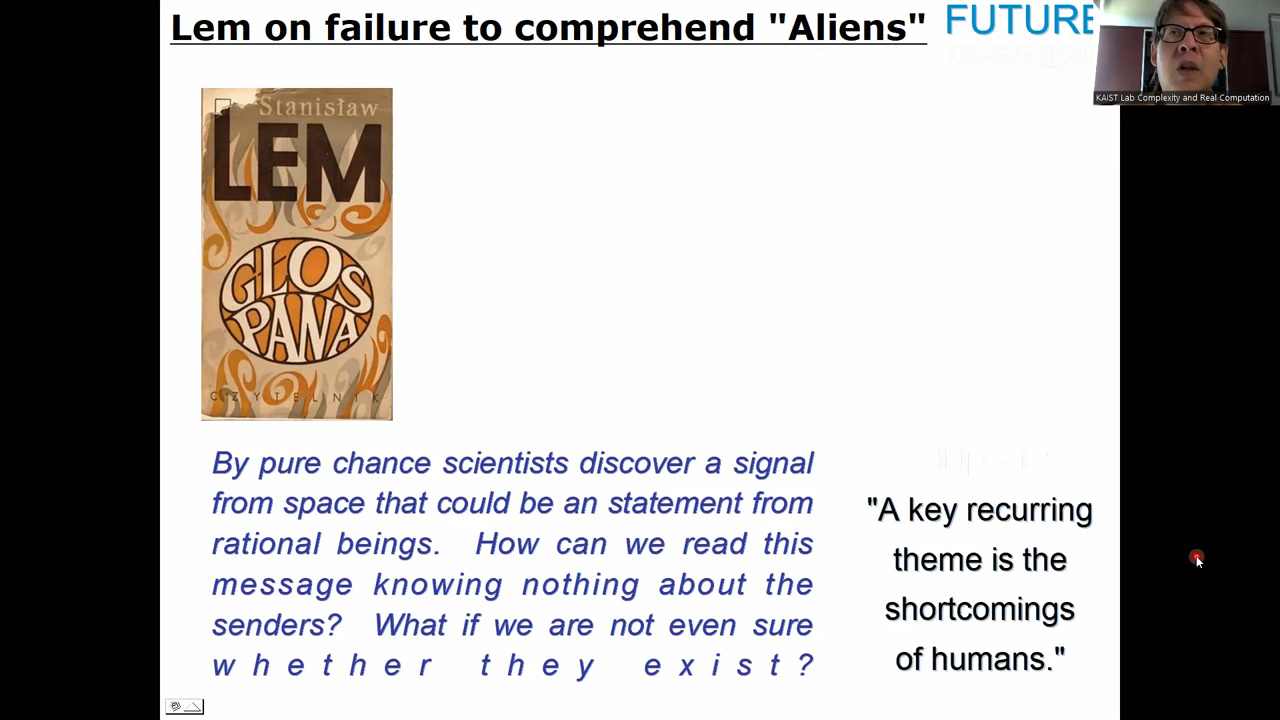 Lem on failure to comprehend "Aliens"
FUTURE
KAIST Lab Complexity and Real Computation
Stanisław
LEM
GŁOS
PANA
CZYTELNIK
By pure chance scientists discover a signal
from space that could be an statement from
rational beings. How can we read this
message knowing nothing about the
senders? What if we are not even sure
whether they exist?
"A key recurring
theme is the
shortcomings
of humans."